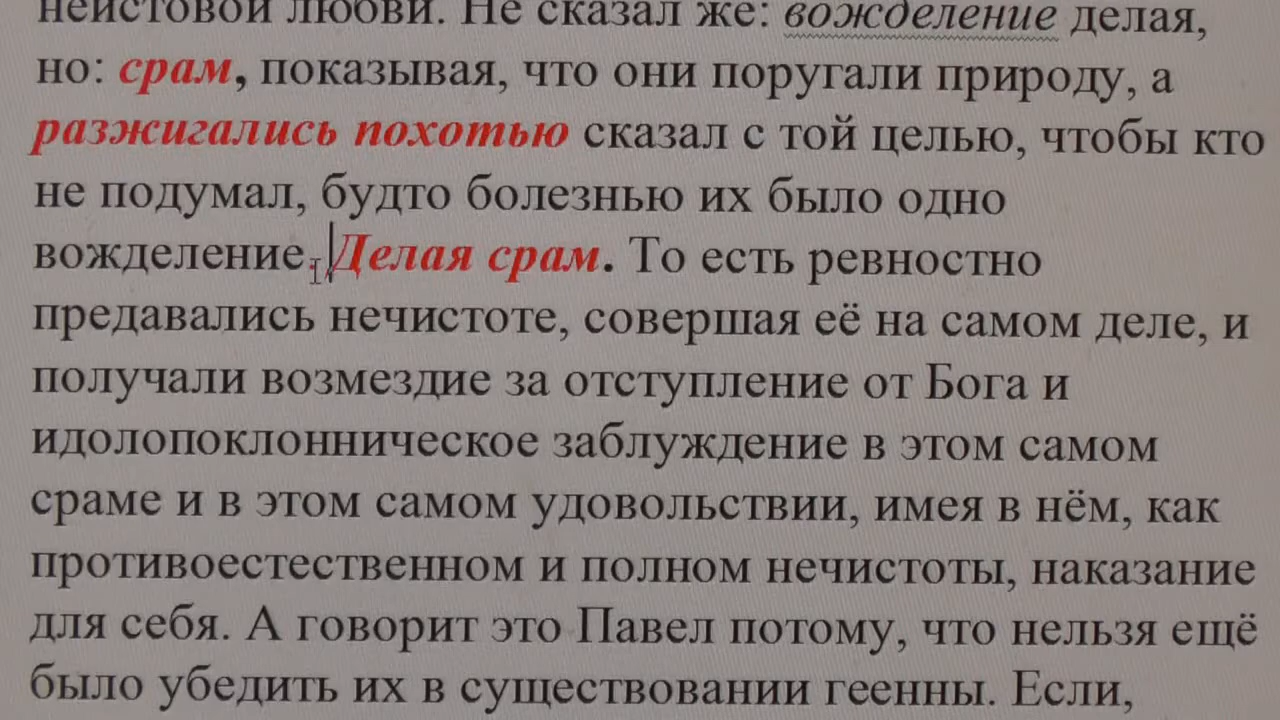 неистовой любви. Не сказал же: вожделение делая,
но: срам, показывая, что они поругали природу, а
разжигались похотью сказал с той целью, чтобы кто
не подумал, будто болезнью их было одно
вожделение. Делая срам. То есть ревностно
предавались нечистоте, совершая её на самом деле, и
получали возмездие за отступление от Бога и
идолопоклонническое заблуждение в этом самом
сраме и в этом самом удовольствии, имея в нём, как
противоестественном и полном нечистоты, наказание
для себя. А говорит это Павел потому, что нельзя ещё
было убедить их в существовании геенны. Если,